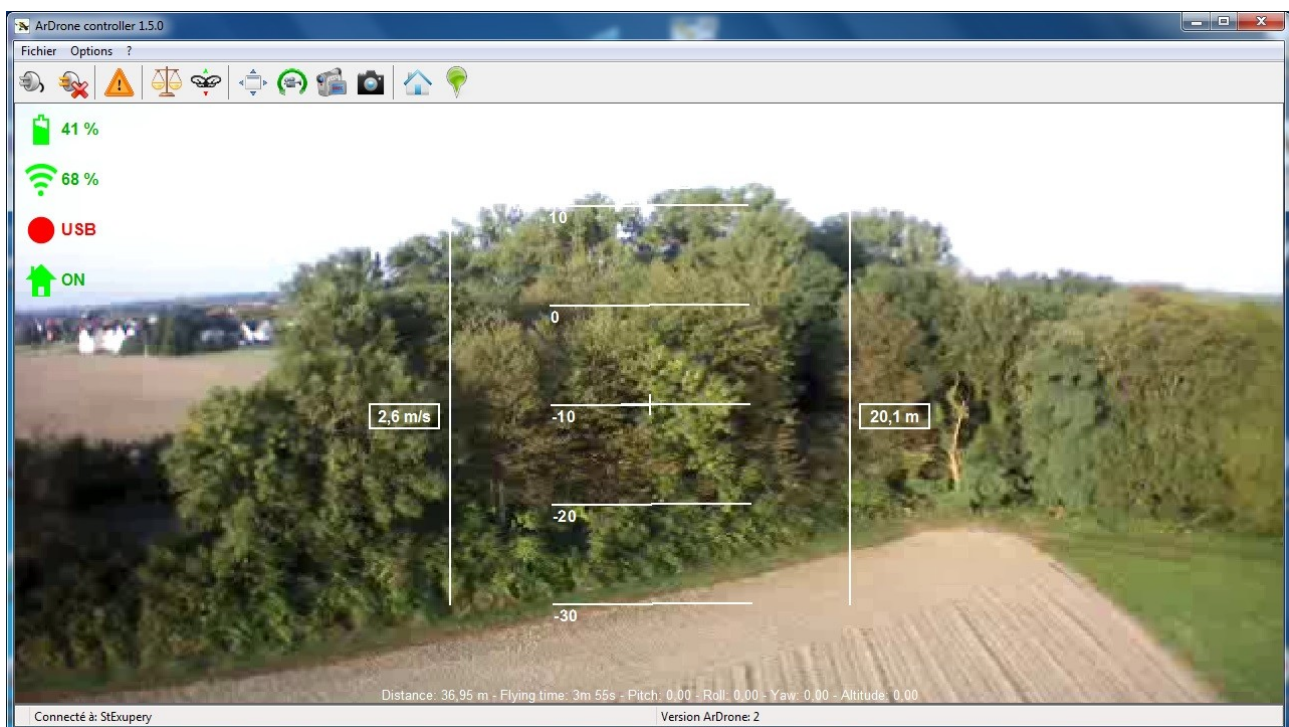 ArDrone controller 1.5.0
Fichier Options ?
41 %
68 %
USB
ON
10
0
-10
-20
-30
2,6 m/s
20,1 m
Distance: 36,95 m - Flying time: 3m 55s - Pitch: 0,00 - Roll: 0,00 - Yaw: 0,00 - Altitude: 0,00
Connecté à: StExupery
Version ArDrone: 2